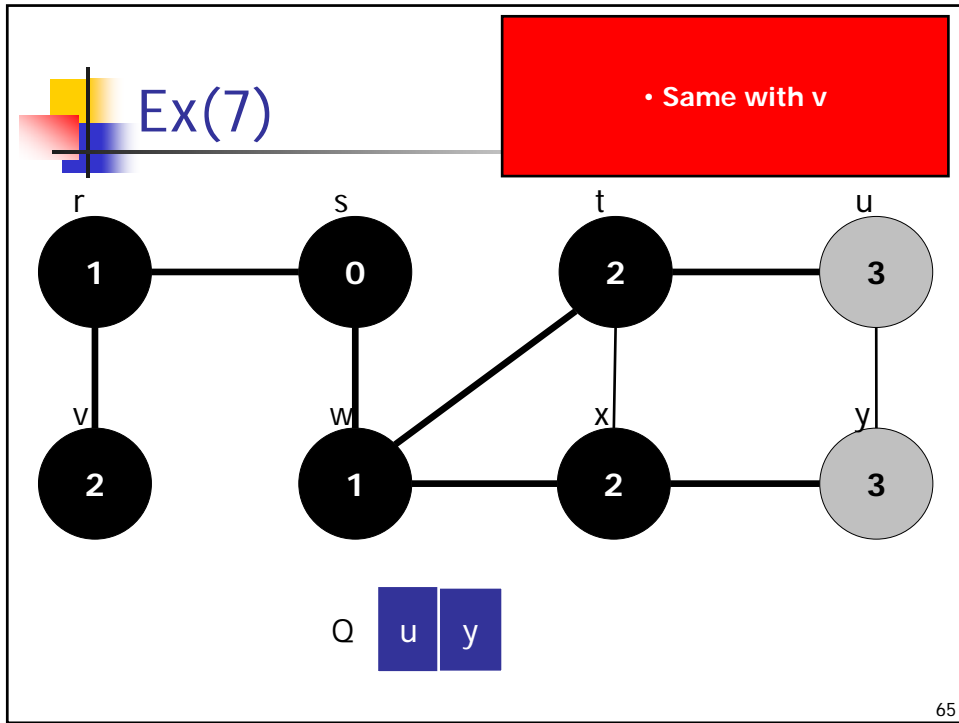 Ex(7)
• Same with v
r s t u
1 0 2 3
v w x y
2 1 2 3
Q u y
65